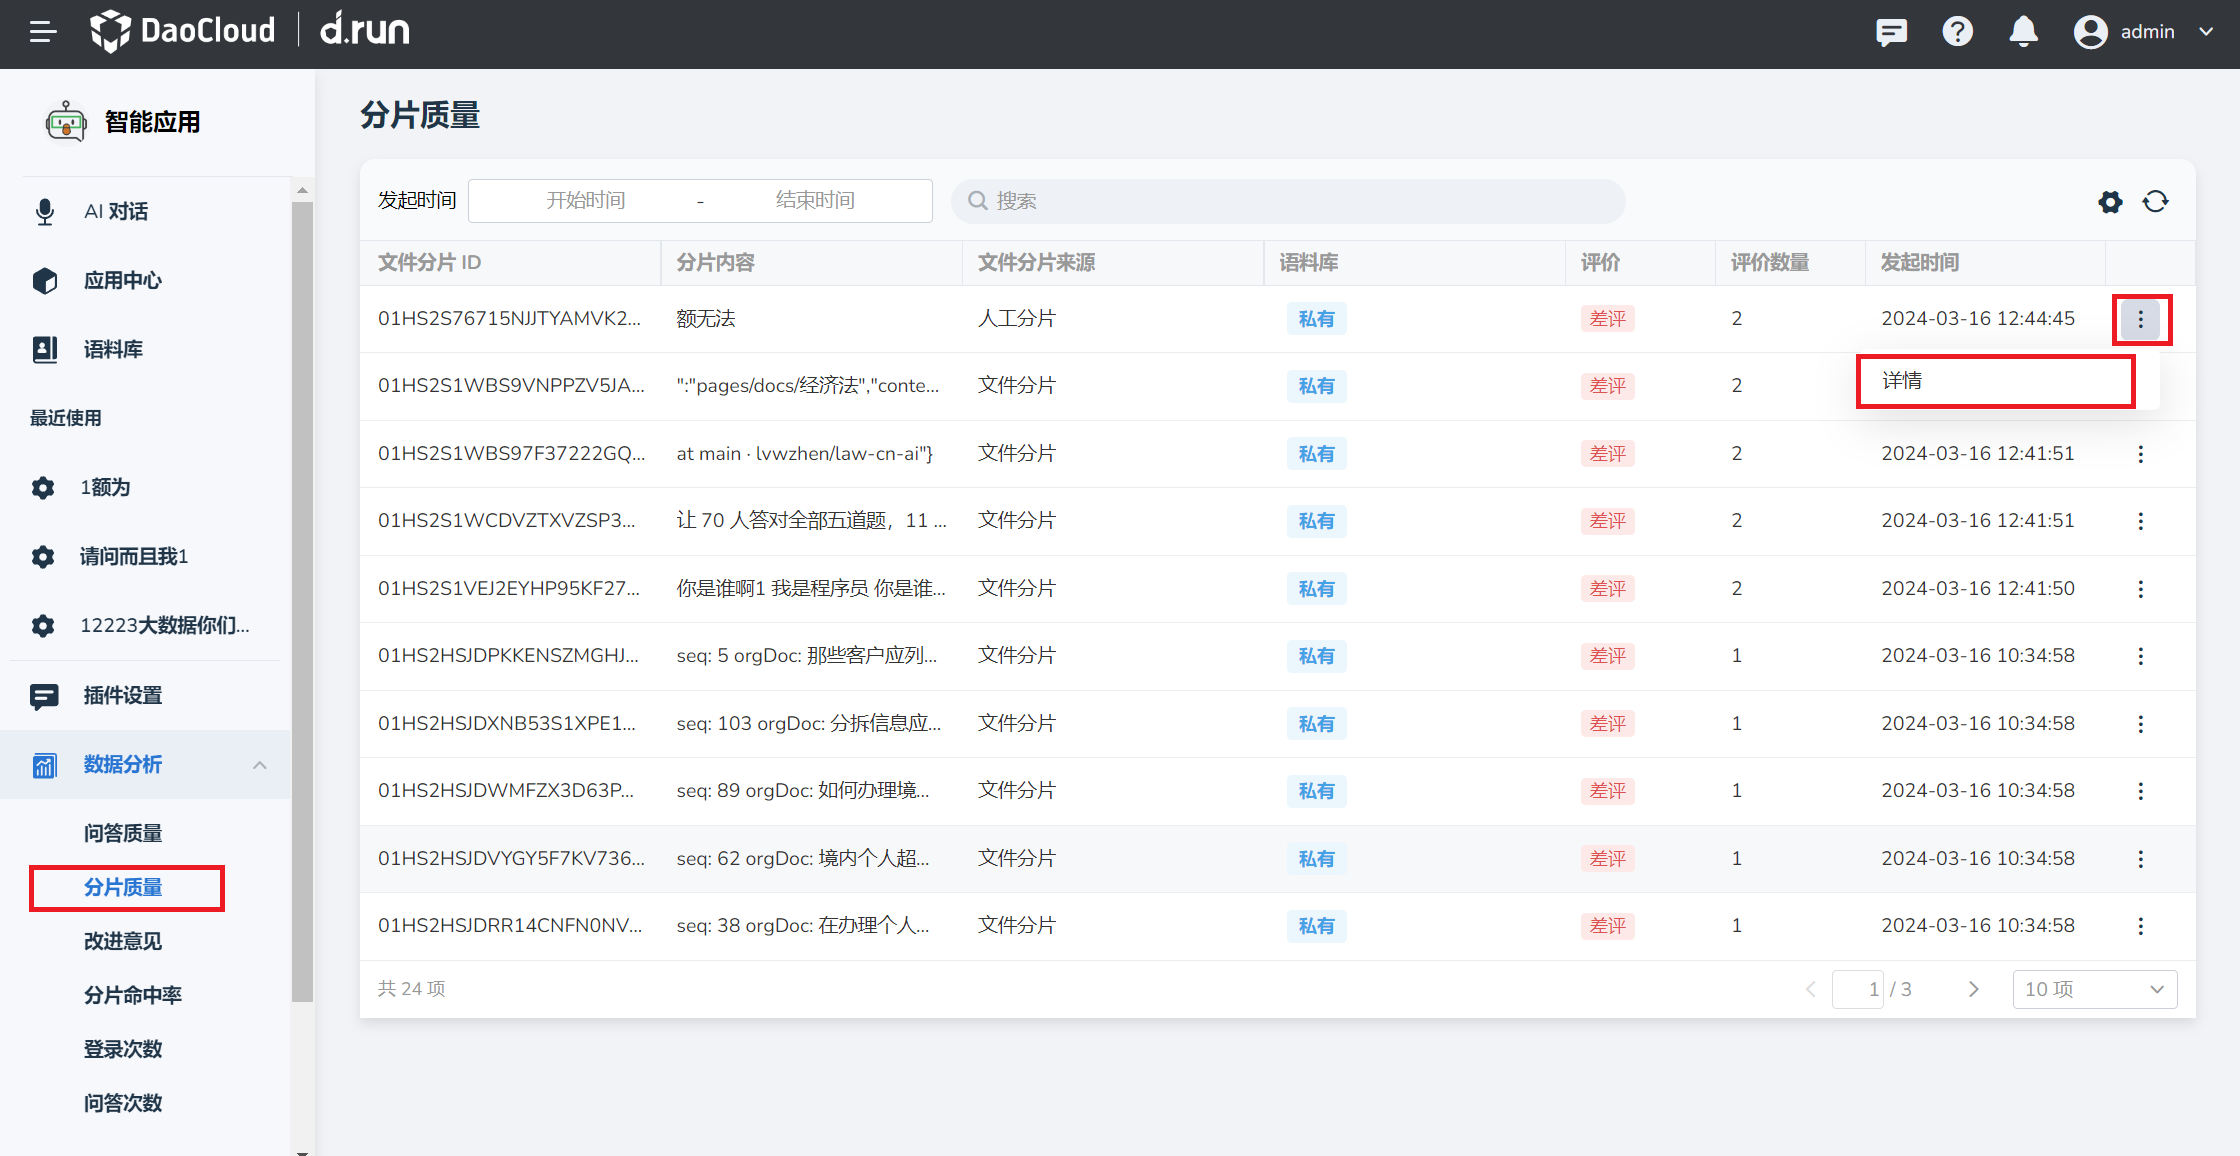 DaoCloud | d.run
admin
智能应用
AI 对话
应用中心
语料库
最近使用
1额为
请问而且我1
12223大数据你们...
插件设置
数据分析
问答质量
分片质量
改进意见
分片命中率
登录次数
问答次数
分片质量
发起时间 开始时间 - 结束时间 搜索
文件分片 ID 分片内容 文件分片来源 语料库 评价 评价数量 发起时间
01HS2S76715NJJTYAMVK2... 额无法 人工分片 私有 差评 2 2024-03-16 12:44:45
详情
01HS2S1WBS9VNPPZV5JA... ":"pages/docs/经济法","conte... 文件分片 私有 差评 2
01HS2S1WBS97F37222GQ... at main · lvwzhen/law-cn-ai"} 文件分片 私有 差评 2 2024-03-16 12:41:51
01HS2S1WCDVZTXVZSP3... 让 70 人答对全部五道题，11 ... 文件分片 私有 差评 2 2024-03-16 12:41:51
01HS2S1VEJ2EYHP95KF27... 你是谁啊1 我是程序员 你是谁... 文件分片 私有 差评 2 2024-03-16 12:41:50
01HS2HSJDPKKENSZMGHJ... seq: 5 orgDoc: 那些客户应列... 文件分片 私有 差评 1 2024-03-16 10:34:58
01HS2HSJDXNB53S1XPE1... seq: 103 orgDoc: 分拆信息应... 文件分片 私有 差评 1 2024-03-16 10:34:58
01HS2HSJDWMFZX3D63P... seq: 89 orgDoc: 如何办理境... 文件分片 私有 差评 1 2024-03-16 10:34:58
01HS2HSJDVYGY5F7KV736... seq: 62 orgDoc: 境内个人超... 文件分片 私有 差评 1 2024-03-16 10:34:58
01HS2HSJDRR14CNFN0NV... seq: 38 orgDoc: 在办理个人... 文件分片 私有 差评 1 2024-03-16 10:34:58
共 24 项 1 / 3 10 项